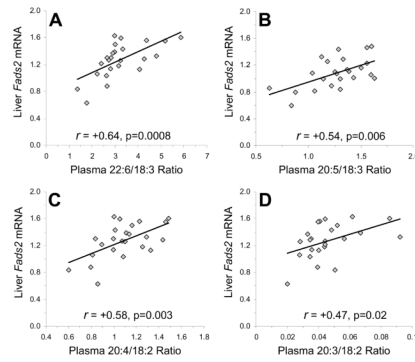 A
Liver Fads2 mRNA
2.0
1.6
1.2
0.8
0.4
0.0
r = +0.64, p=0.0008
0 1 2 3 4 5 6 7
Plasma 22:6/18:3 Ratio
B
Liver Fads2 mRNA
2.0
1.6
1.2
0.8
0.4
0.0
r = +0.54, p=0.006
0.5 1.0 1.5 2.0
Plasma 20:5/18:3 Ratio
C
Liver Fads2 mRNA
2.0
1.6
1.2
0.8
0.4
0.0
r = +0.58, p=0.003
0.4 0.6 0.8 1.0 1.2 1.4 1.6 1.8
Plasma 20:4/18:2 Ratio
D
Liver Fads2 mRNA
2.0
1.6
1.2
0.8
0.4
0.0
r = +0.47, p=0.02
0 0.02 0.04 0.06 0.08 0.1
Plasma 20:3/18:2 Ratio